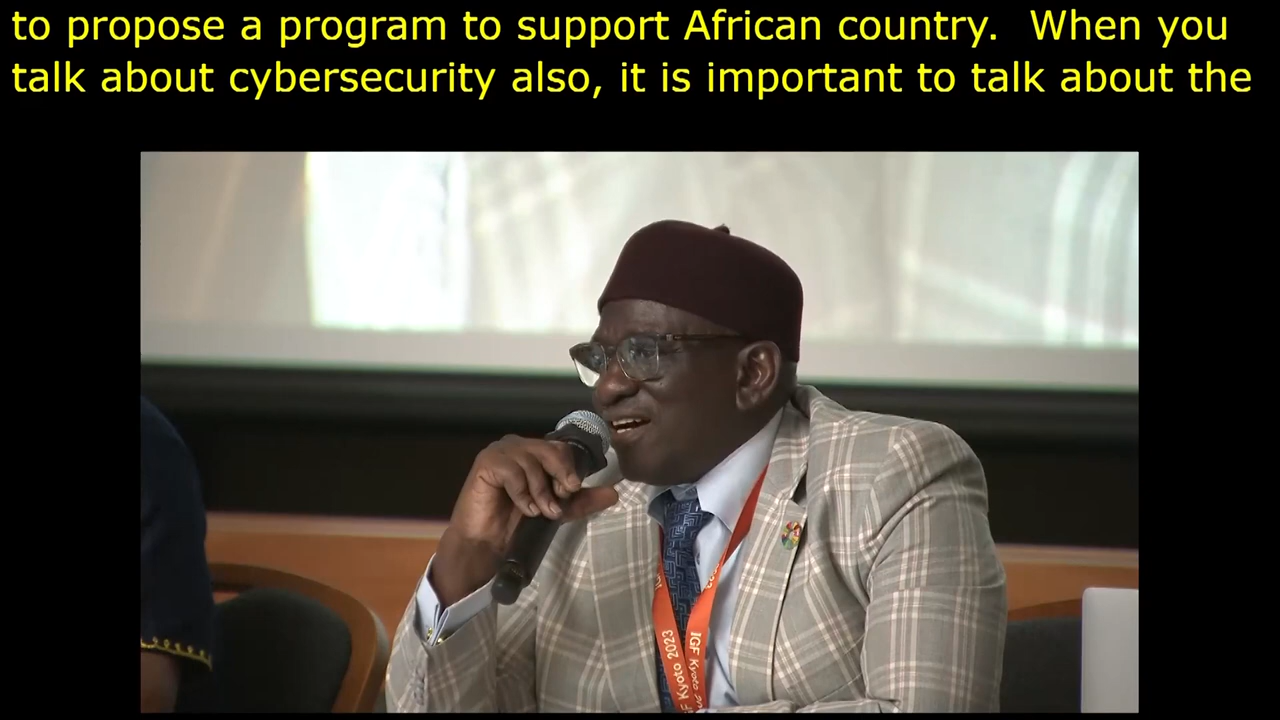 to propose a program to support African country.  When you
talk about cybersecurity also, it is important to talk about the
IGF Kyoto
F Kyoto 2023